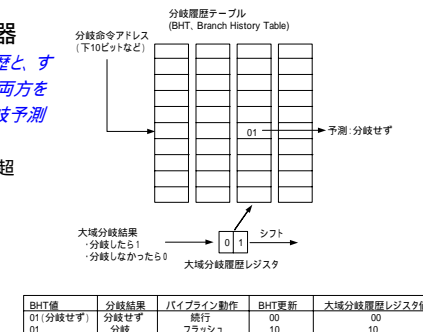 器
歴と、す
両方を
岐予測
超
分岐履歴テーブル
(BHT、Branch History Table)
分岐命令アドレス
(下10ビットなど)
01
予測:分岐せず
大域分岐結果
・分岐したら1
・分岐しなかったら0
0 1
シフト
大域分岐履歴レジスタ
BHT値 分岐結果 パイプライン動作 BHT更新 大域分岐履歴レジスタ値
01(分岐せず) 分岐せず 続行 00 00
01 分岐 フラッシュ 10 10